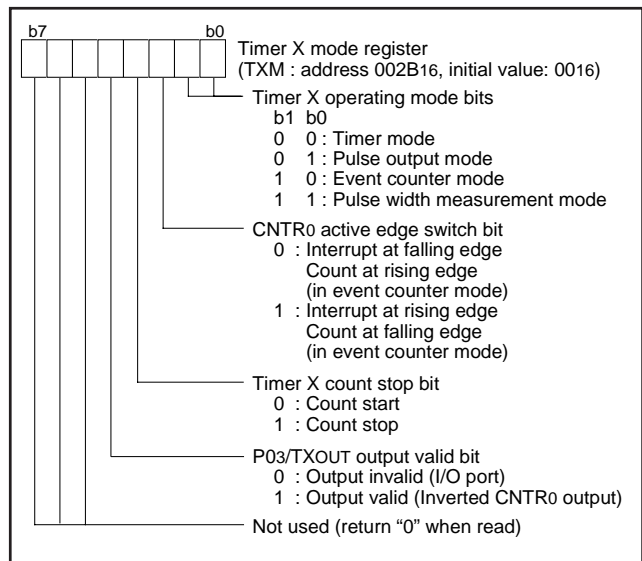 b7 b0
Timer X mode register
(TXM : address 002B16, initial value: 0016)
Timer X operating mode bits
b1 b0
0 0 : Timer mode
0 1 : Pulse output mode
1 0 : Event counter mode
1 1 : Pulse width measurement mode
CNTR0 active edge switch bit
0 : Interrupt at falling edge
Count at rising edge
(in event counter mode)
1 : Interrupt at rising edge
Count at falling edge
(in event counter mode)
Timer X count stop bit
0 : Count start
1 : Count stop
P03/TXOUT output valid bit
0 : Output invalid (I/O port)
1 : Output valid (Inverted CNTR0 output)
Not used (return “0” when read)